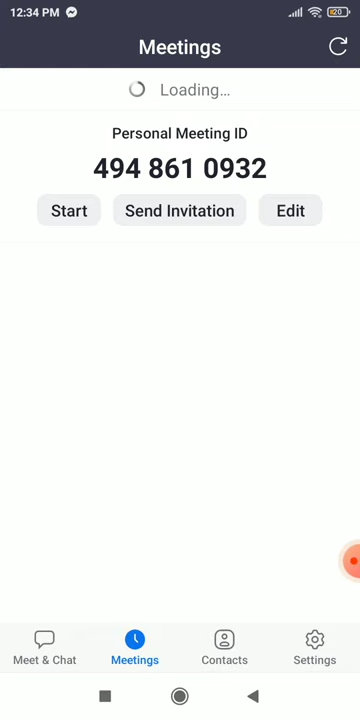 12:34 PM
20
Meetings
Loading...
Personal Meeting ID
494 861 0932
Start
Send Invitation
Edit
Meet & Chat
Meetings
Contacts
Settings